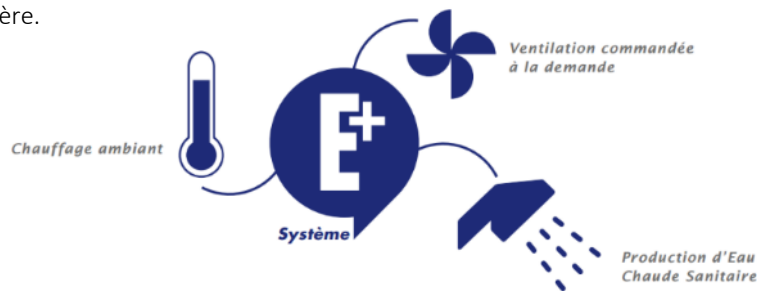 ère.
Ventilation commandée
à la demande
Chauffage ambiant
E+
Système
Production d'Eau
Chaude Sanitaire